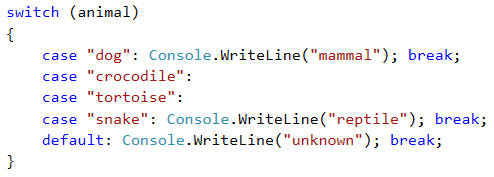 switch (animal)
{
    case "dog": Console.WriteLine("mammal"); break;
    case "crocodile":
    case "tortoise":
    case "snake": Console.WriteLine("reptile"); break;
    default: Console.WriteLine("unknown"); break;
}